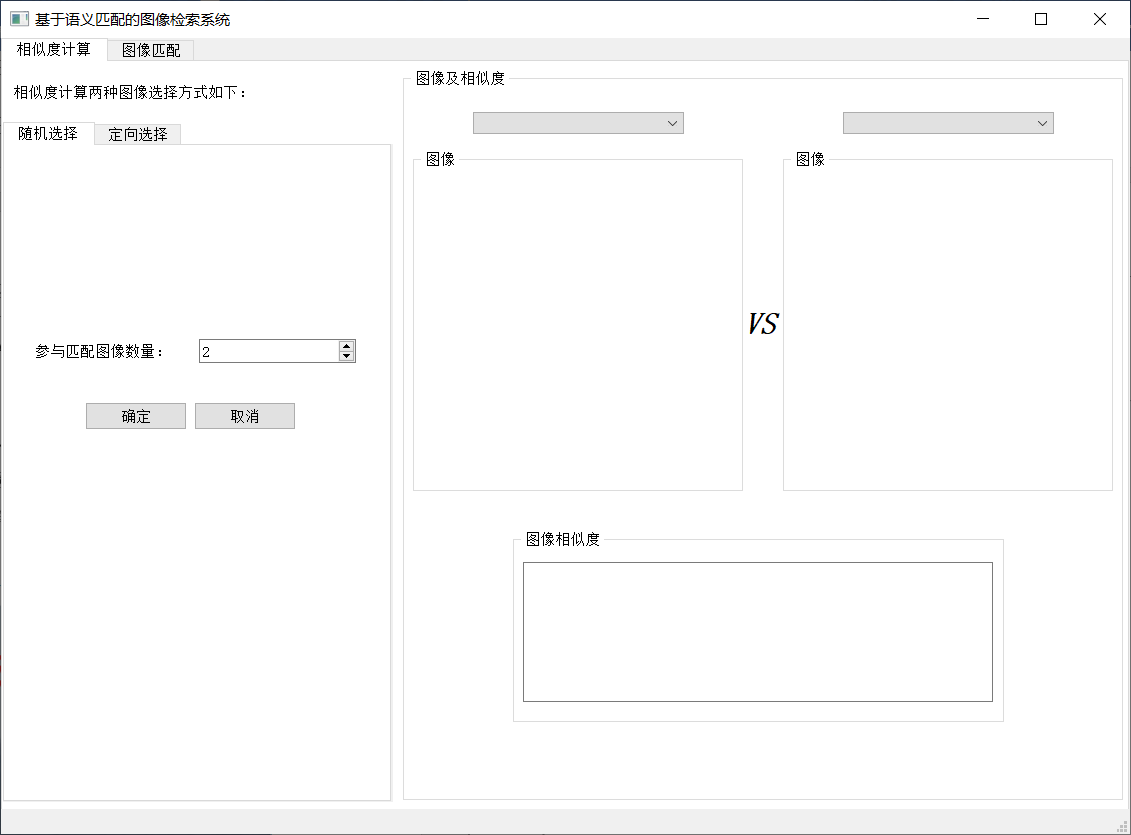 基于语义匹配的图像检索系统
相似度计算
图像匹配
相似度计算两种图像选择方式如下：
随机选择
定向选择
参与匹配图像数量：
2
确定
取消
图像及相似度
图像
VS
图像
图像相似度